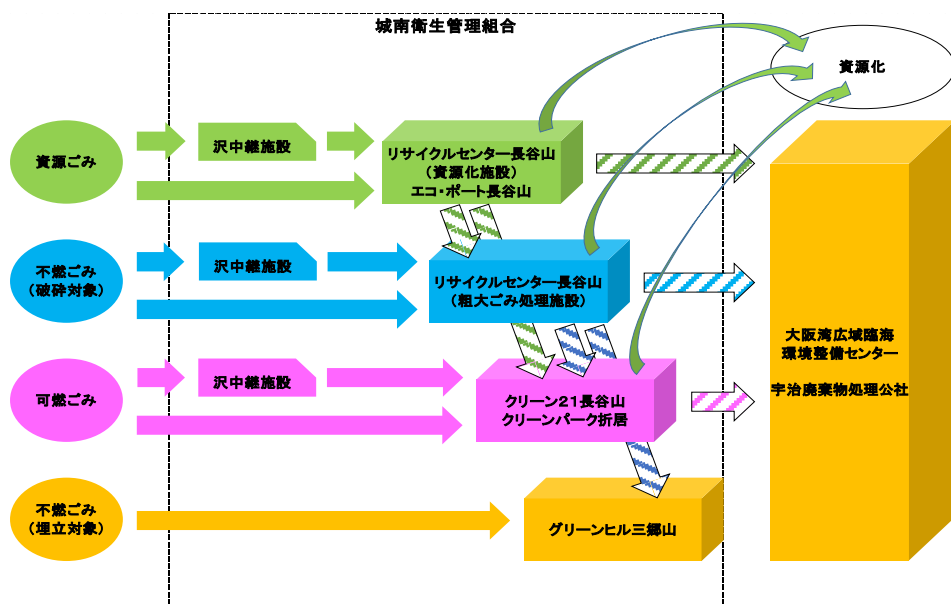 城南衛生管理組合
資源化
資源ごみ
沢中継施設
リサイクルセンター長谷山
（資源化施設）
エコ・ポート長谷山
不燃ごみ
（破砕対象）
沢中継施設
リサイクルセンター長谷山
（粗大ごみ処理施設）
大阪湾広域臨海
環境整備センター
宇治廃棄物処理公社
可燃ごみ
沢中継施設
クリーン２１長谷山
クリーンパーク折居
不燃ごみ
（埋立対象）
グリーンヒル三郷山